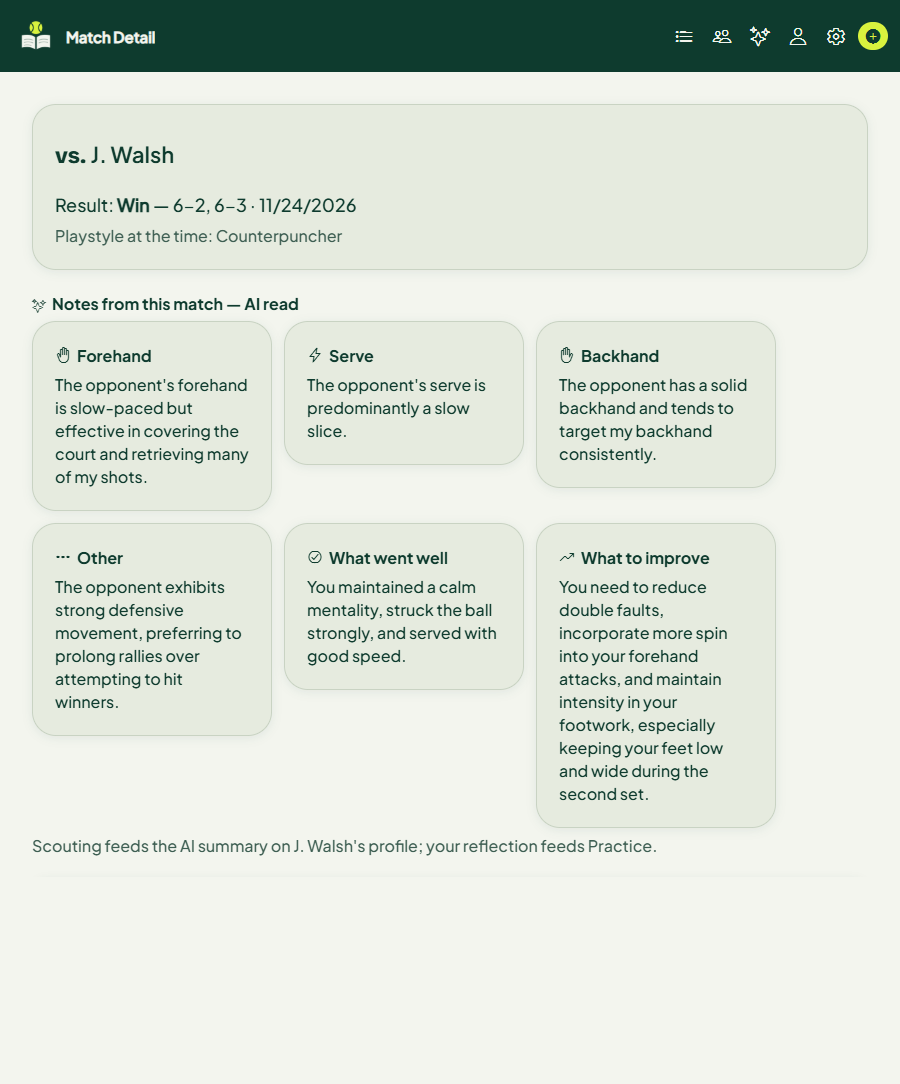 Match Detail
vs. J. Walsh
Result: Win — 6–2, 6–3 · 11/24/2026
Playstyle at the time: Counterpuncher
Notes from this match — AI read
Forehand
The opponent's forehand
is slow-paced but
effective in covering the
court and retrieving many
of my shots.
Serve
The opponent's serve is
predominantly a slow
slice.
Backhand
The opponent has a solid
backhand and tends to
target my backhand
consistently.
Other
The opponent exhibits
strong defensive
movement, preferring to
prolong rallies over
attempting to hit
winners.
What went well
You maintained a calm
mentality, struck the ball
strongly, and served with
good speed.
What to improve
You need to reduce
double faults,
incorporate more spin
into your forehand
attacks, and maintain
intensity in your
footwork, especially
keeping your feet low
and wide during the
second set.
Scouting feeds the AI summary on J. Walsh's profile; your reflection feeds Practice.